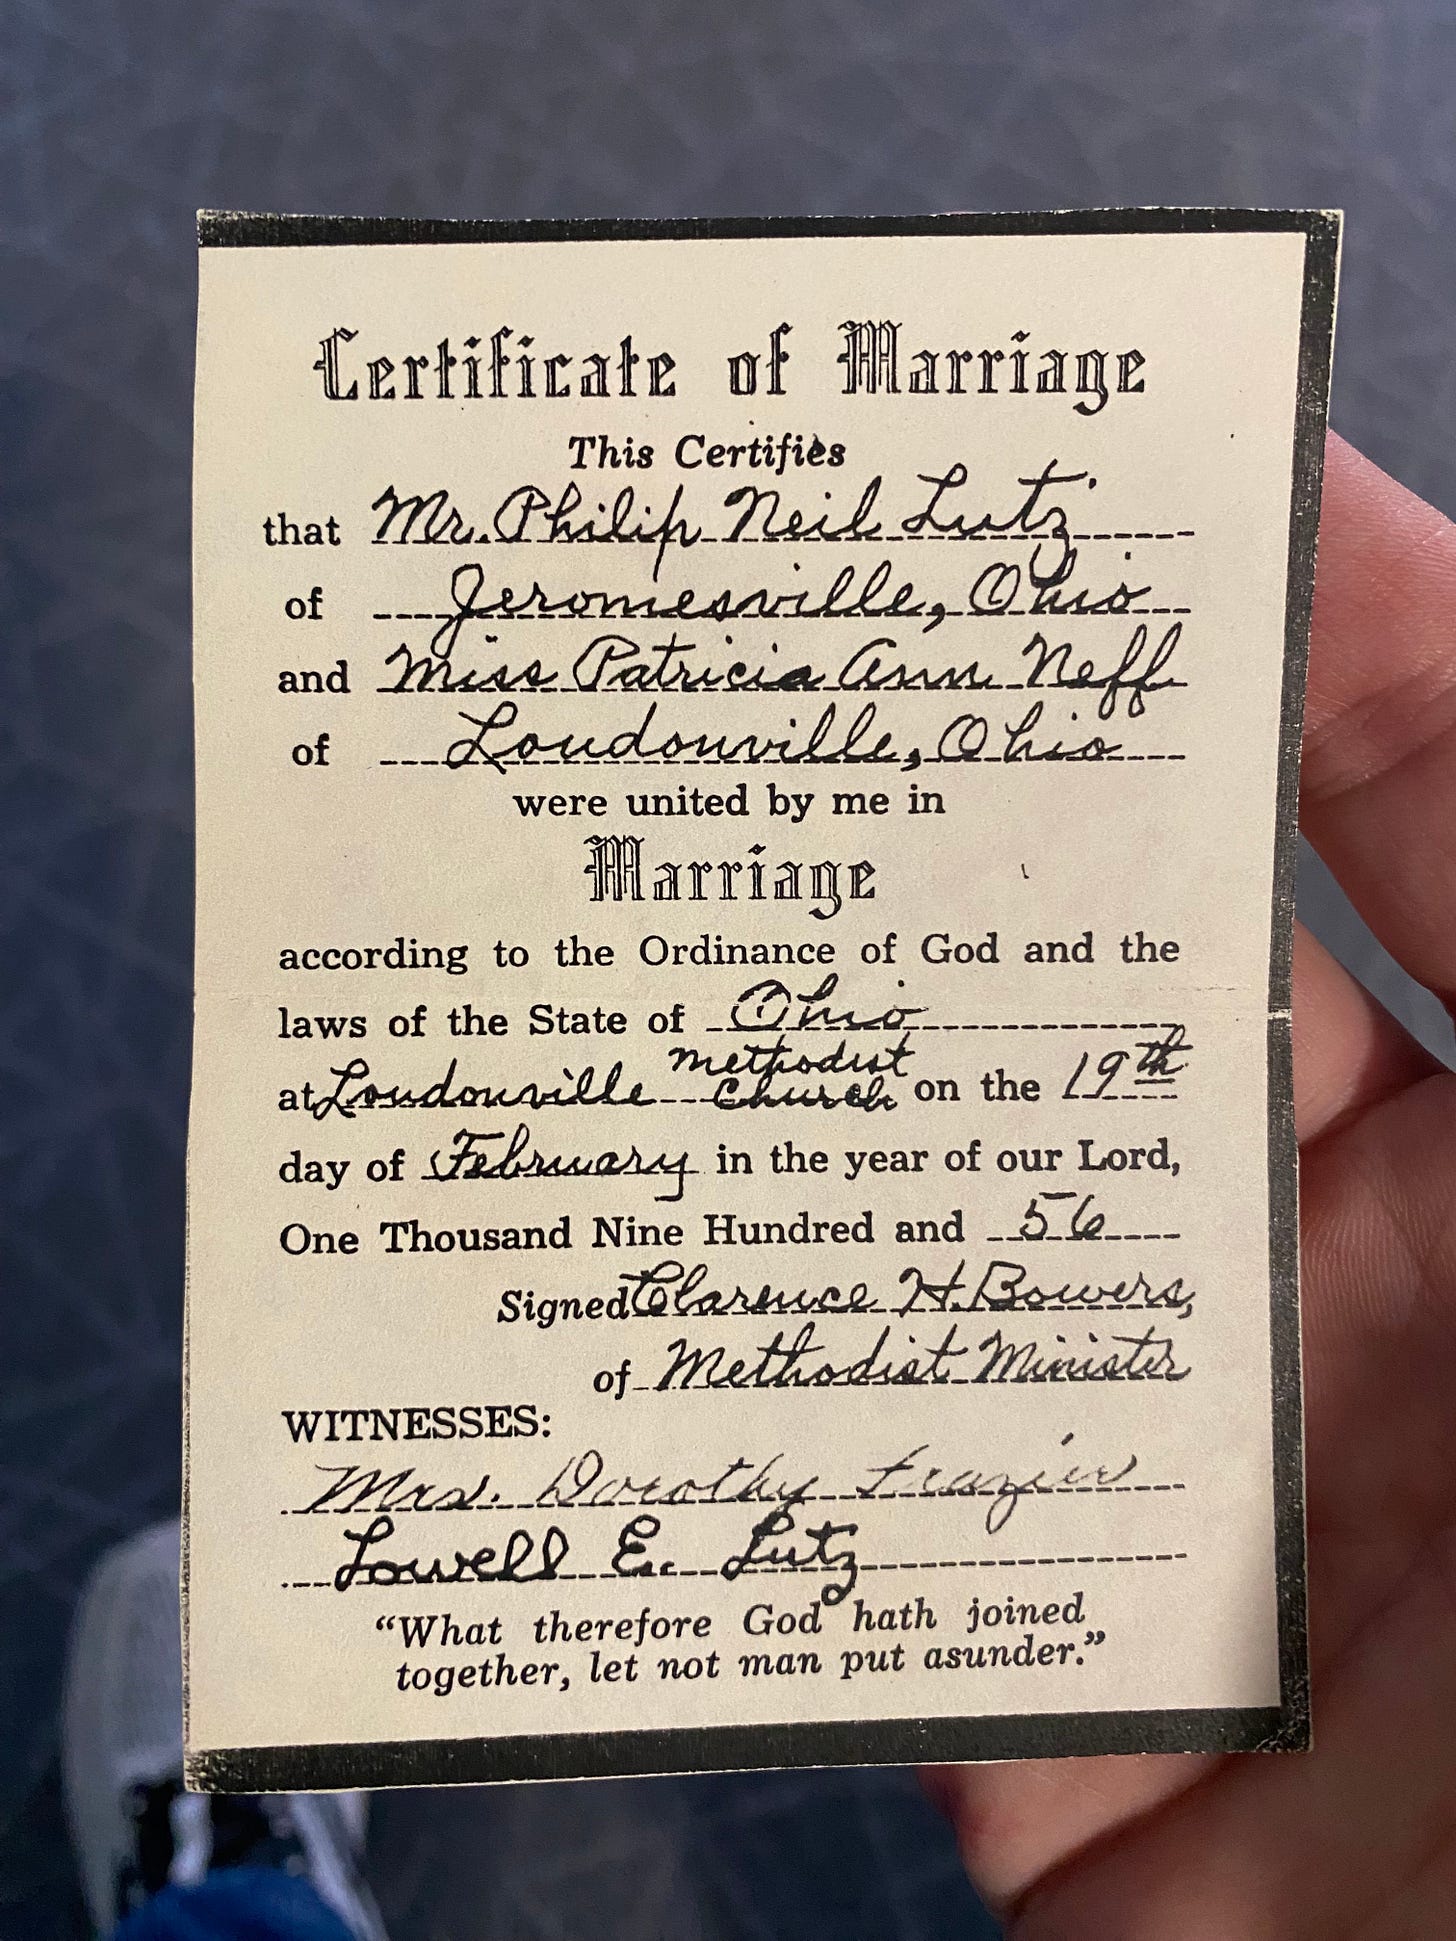 Certificate of Marriage
This Certifies
that Mr. Philip Neil Lutz
of Jeromesville, Ohio
and Miss Patricia Ann Neff
of Loudonville, Ohio
were united by me in
Marriage
according to the Ordinance of God and the
laws of the State of Ohio
at Loudonville Methodist Church on the 19th
day of February in the year of our Lord,
One Thousand Nine Hundred and 56
Signed Clarence H. Bowers,
of Methodist Minister
WITNESSES:
Mrs. Dorothy Frazier
Lowell E. Lutz
“What therefore God hath joined
together, let not man put asunder.”